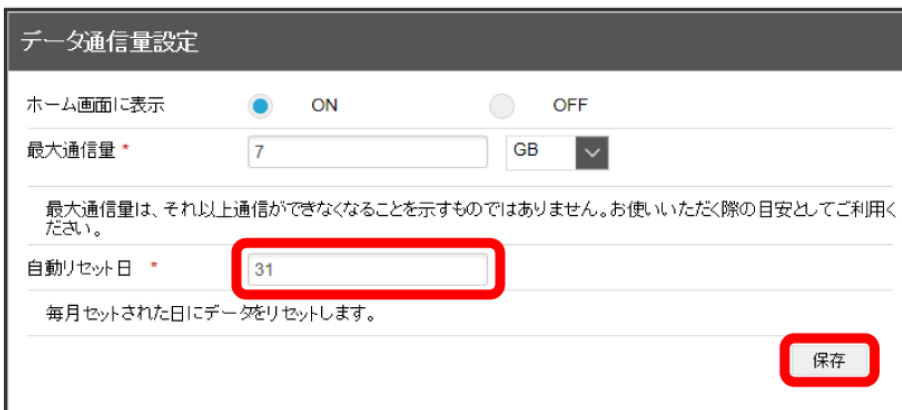 データ通信量設定
ホーム画面に表示 ON OFF
最大通信量 * 7 GB
最大通信量は、それ以上通信ができなくなることを示すものではありません。お使いいただく際の目安としてご利用く
ださい。
自動リセット日 * 31
毎月セットされた日にデータをリセットします。
保存